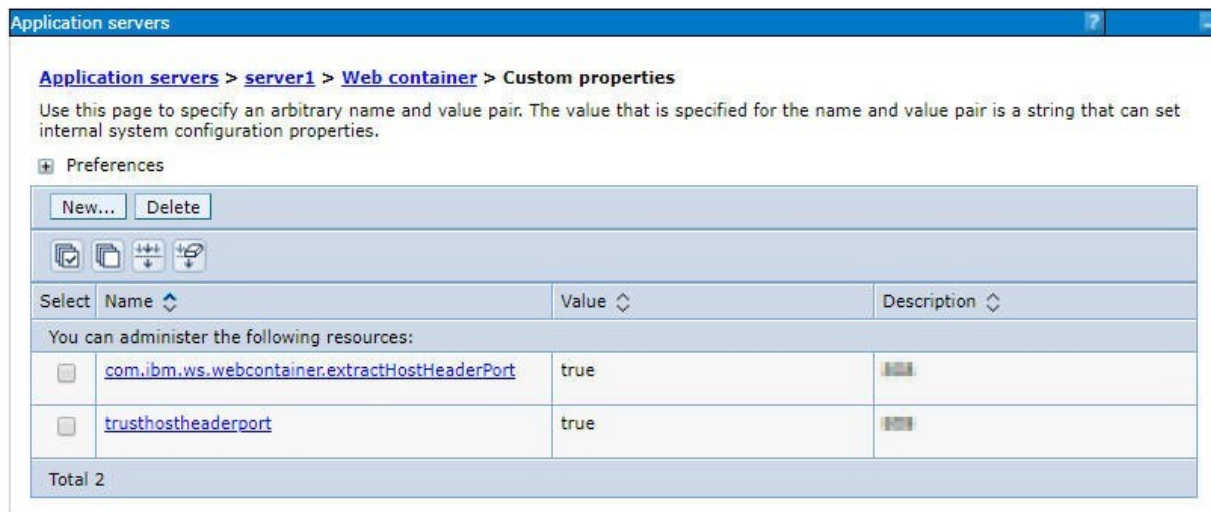 Application servers ?
Application servers > server1 > Web container > Custom properties
Use this page to specify an arbitrary name and value pair. The value that is specified for the name and value pair is a string that can set
internal system configuration properties.
Preferences
New... Delete
Select Name Value Description
You can administer the following resources:
com.ibm.ws.webcontainer.extractHostHeaderPort true
trusthostheaderport true
Total 2